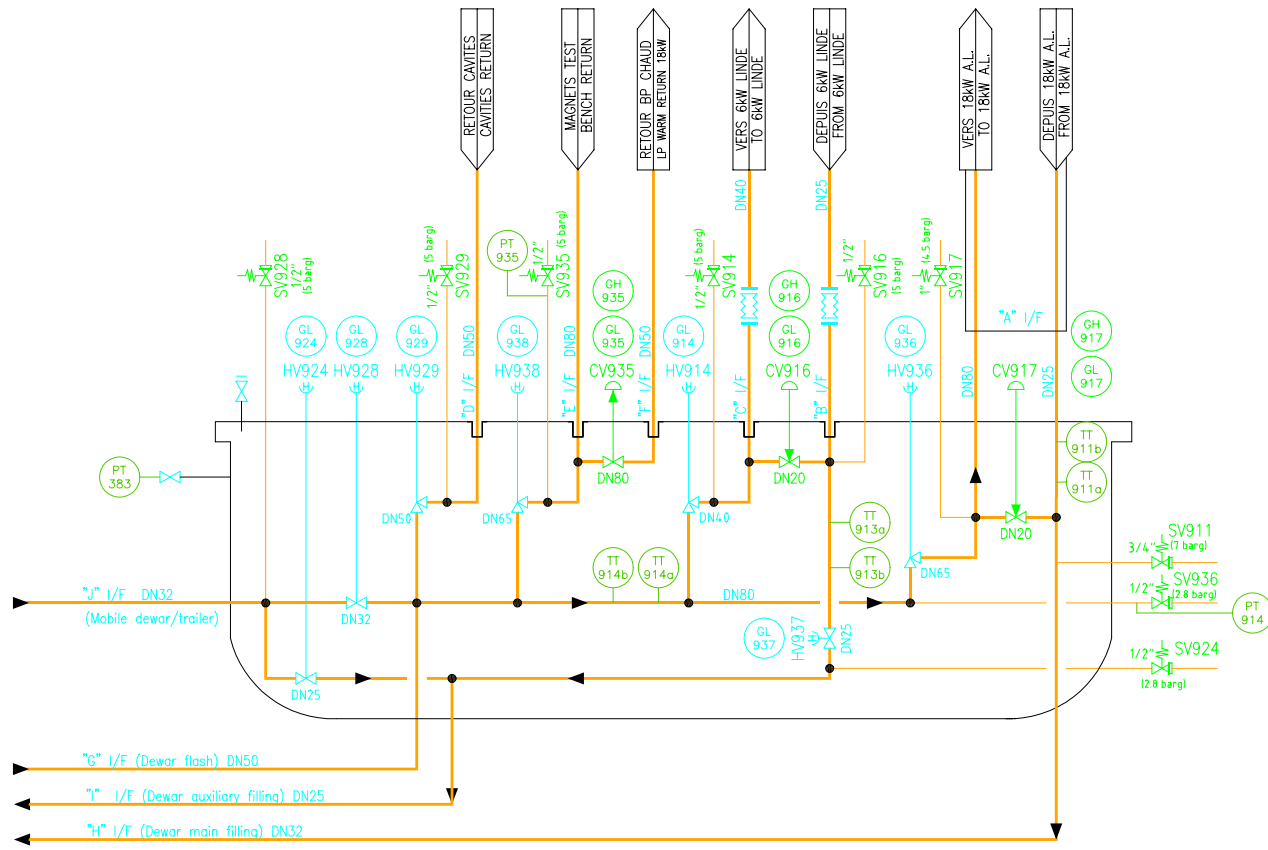 RETOUR CAVITES
CAVITIES RETURN
MAGNETS TEST
BENCH RETURN
RETOUR BP CHAUD
LP WARM RETURN 18kW
VERS 6kW LINDE
TO 6kW LINDE
DEPUIS 6kW LINDE
FROM 6kW LINDE
VERS 18kW A.L.
TO 18kW A.L.
DEPUIS 18kW A.L.
FROM 18kW A.L.
DN40
DN25
SV928
1/2"
(5 barg)
(5 barg)
1/2"
SV929
PT
935
1/2"
SV935 (5 barg)
(5 barg)
1/2"
SV914
1/2"
SV916
(5 barg)
(4.5 barg)
1"
SV917
GH
935
GH
916
"A" I/F
GH
917
GL
924
GL
928
GL
929
GL
938
GL
935
GL
914
GL
916
GL
936
GL
917
HV924
HV928
HV929
HV938
CV935
HV914
CV916
HV936
CV917
"D" I/F
DN50
"E" I/F
DN80
"F" I/F
DN50
"C" I/F
"B" I/F
DN80
DN25
PT
383
DN80
DN20
TT
911b
TT
911a
DN50
DN65
DN40
DN20
TT
913a
TT
913b
DN65
SV911
3/4"
(7 barg)
TT
914b
TT
914a
DN80
SV936
1/2"
(2.8 barg)
PT
914
"J" I/F DN32
(Mobile dewar/trailer)
DN32
GL
937
HV937
DN25
SV924
1/2"
(2.8 barg)
DN25
"G" I/F (Dewar flash) DN50
"I" I/F (Dewar auxiliary filling) DN25
"H" I/F (Dewar main filling) DN32